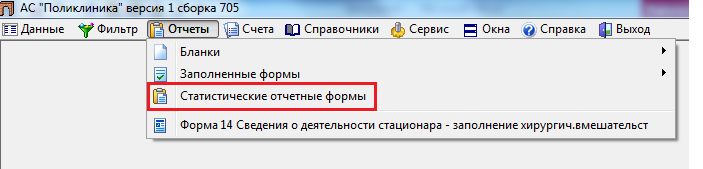 АС "Поликлиника" версия 1 сборка 705
Данные Фильтр Отчеты Счета Справочники Сервис Окна Справка Выход
Бланки
Заполненные формы
Статистические отчетные формы
Форма 14 Сведения о деятельности стационара - заполнение хирургич.вмешательст